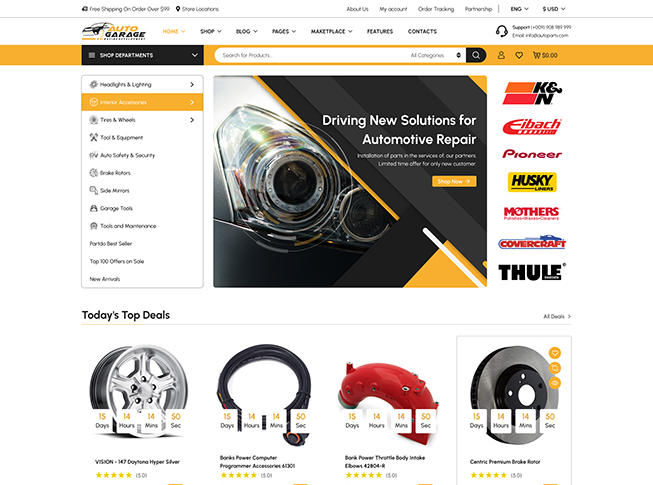 Free Shipping On Order Over $99 Store Locations
About Us My account Order Tracking Partnership ENG $ USD
AUTO
GARAGE
HOME SHOP BLOG PAGES MAKETPLACE FEATURES CONTACTS
Support (+009) 908 989 999
Email: info@autoparts.com
SHOP DEPARTMENTS
Search for Products... All Categories
$0.00
Headlights & Lighting
Interior Accessories
Tires & Wheels
Tool & Equipment
Auto Safety & Security
Brake Rotors
Side Mirrors
Garage Tools
Tools and Maintenance
Partdo Best Seller
Top 100 Offers on Sale
New Arrivals
Driving New Solutions for
Automotive Repair
Installation of parts in the services of, our partners.
Limited time offer for only new customer.
Shop Now
K&N
Eibach
Pioneer
HUSKY
LINERS
MOTHERS
Polishes•Waxes•Cleaners
COVERCRAFT
THULE
SWEDEN
Today's Top Deals
All Deals
15 14 14 50
Days Hours Mins Sec
VISION - 147 Daytona Hyper Silver
(5.0)
15 14 14 50
Days Hours Mins Sec
Banks Power Computer
Programmer Accessories 61301
(5.0)
15 14 14 50
Days Hours Mins Sec
Banks Power Throttle Body Intake
Elbows 42804-R
(5.0)
15 14 14 50
Days Hours Mins Sec
Centric Premium Brake Rotor
(5.0)